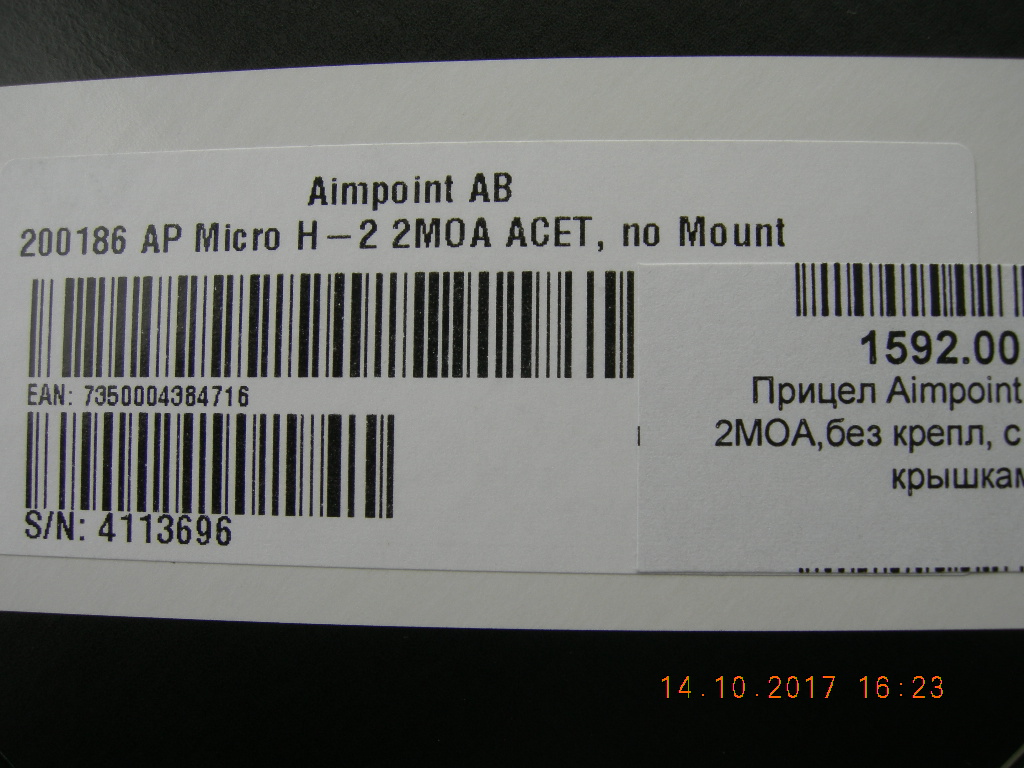 Aimpoint AB
200186 AP Micro H-2 2MOA ACET, no Mount
EAN: 7350004384716
S/N: 4113696
1592.00
Прицел Aimpoint
2MOA,без крепл, с
14.10.2017 16:23